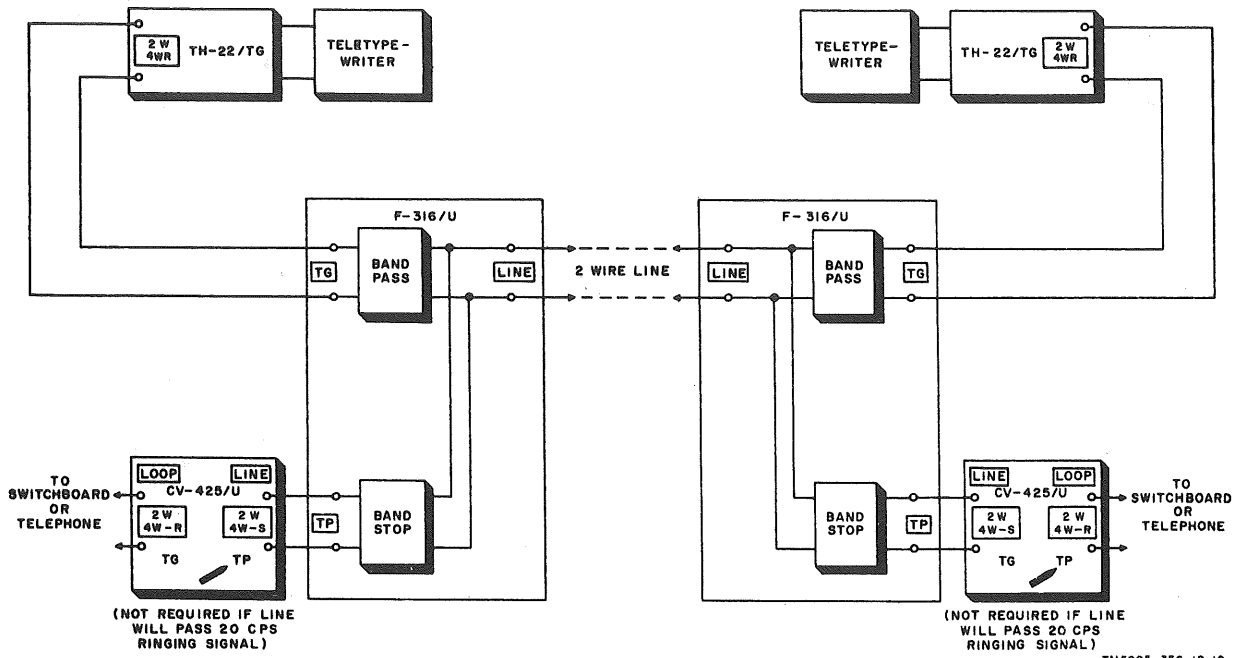 2 W
4WR
TH-22/TG
TELETYPE-
WRITER
TELETYPE-
WRITER
TH-22/TG
2 W
4WR
F-316/U
TG
BAND
PASS
LINE
2 WIRE LINE
F-316/U
LINE
BAND
PASS
TG
TO
SWITCHBOARD
OR
TELEPHONE
LOOP
LINE
CV-425/U
2 W
4W-R
2 W
4W-S
TG
TP
TP
BAND
STOP
(NOT REQUIRED IF LINE
WILL PASS 20 CPS
RINGING SIGNAL)
BAND
STOP
TP
LINE
LOOP
CV-425/U
2 W
4W-S
2 W
4W-R
TG
TP
TO
SWITCHBOARD
OR
TELEPHONE
(NOT REQUIRED IF LINE
WILL PASS 20 CPS
RINGING SIGNAL)